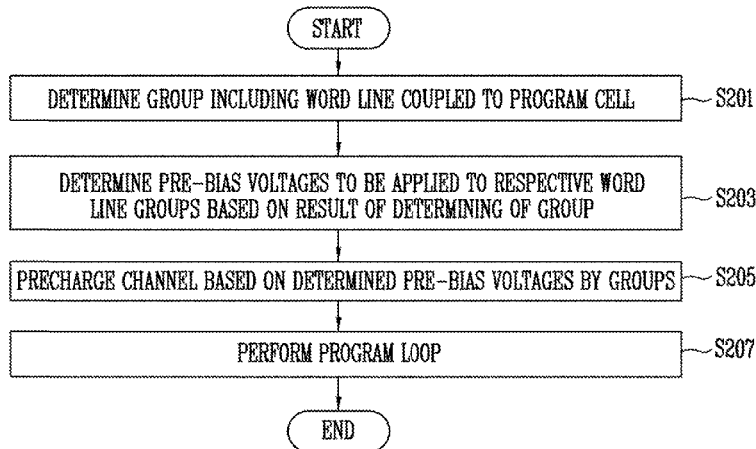 START
DETERMINE GROUP INCLUDING WORD LINE COUPLED TO PROGRAM CELL
S201
DETERMINE PRE-BIAS VOLTAGES TO BE APPLIED TO RESPECTIVE WORD
LINE GROUPS BASED ON RESULT OF DETERMINING OF GROUP
S203
PRECHARGE CHANNEL BASED ON DETERMINED PRE-BIAS VOLTAGES BY GROUPS
S205
PERFORM PROGRAM LOOP
S207
END